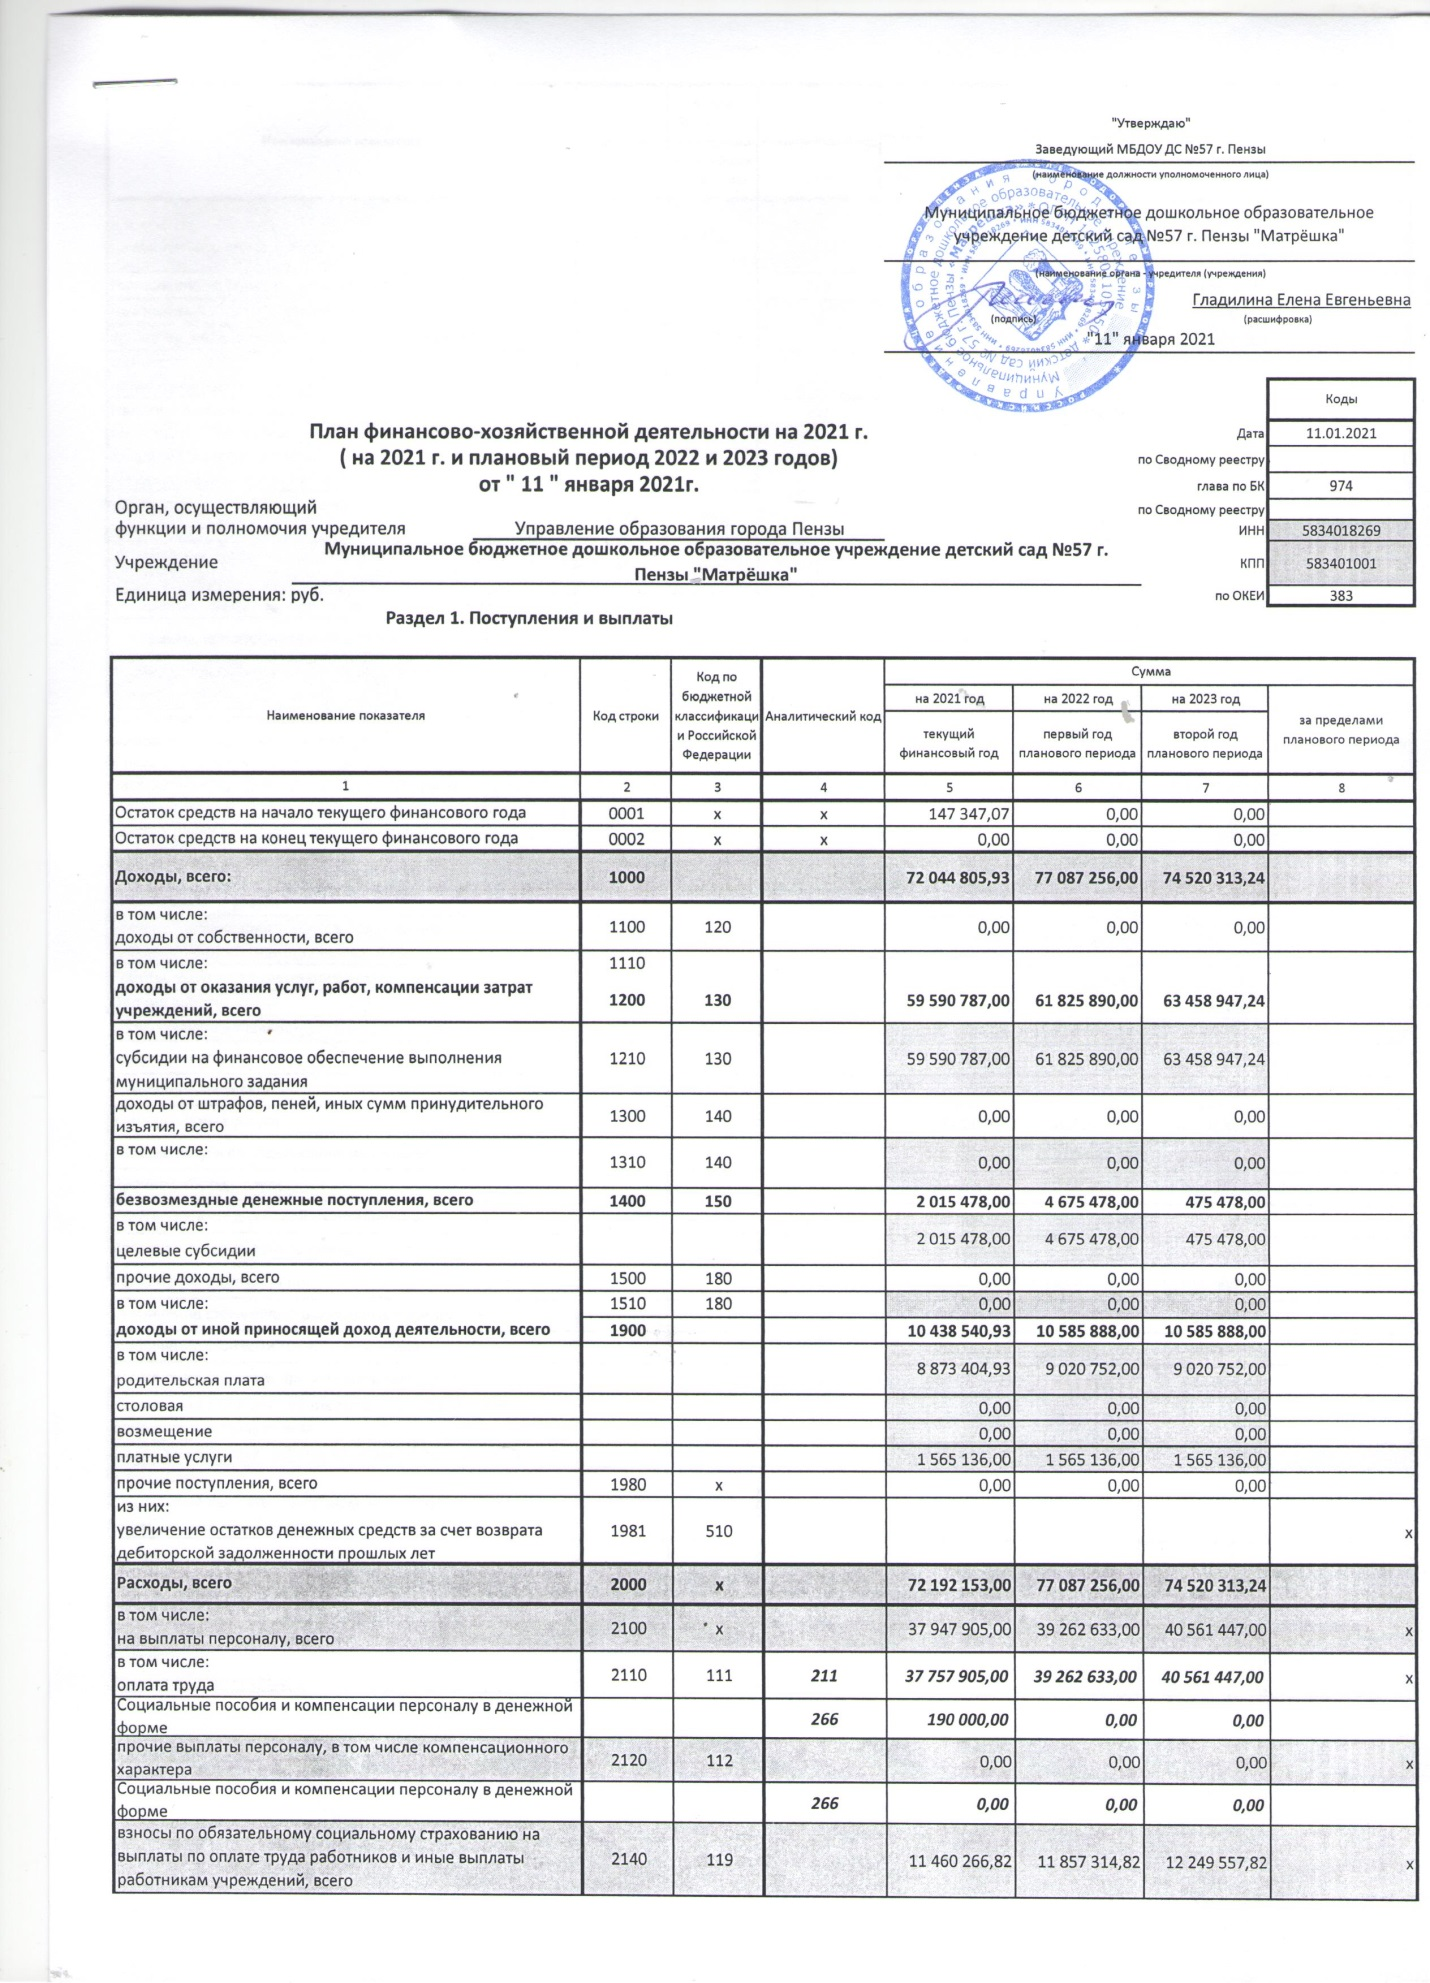 "Утверждаю"
Заведующий МБДОУ ДС №57 г. Пензы
(наименование должности уполномоченного лица)
Муниципальное бюджетное дошкольное образовательное
учреждение детский сад №57 г. Пензы "Матрёшка"
(наименование органа - учредителя (учреждения)
Гладилина Елена Евгеньевна
(подпись) (расшифровка)
"11" января 2021
Коды
План финансово-хозяйственной деятельности на 2021 г. Дата 11.01.2021
( на 2021 г. и плановый период 2022 и 2023 годов) по Сводному реестру
от " 11 " января 2021г. глава по БК 974
Орган, осуществляющий по Сводному реестру
функции и полномочия учредителя Управление образования города Пензы ИНН 5834018269
Муниципальное бюджетное дошкольное образовательное учреждение детский сад №57 г.
Учреждение КПП 583401001
Пензы "Матрёшка"
Единица измерения: руб. по ОКЕИ 383
Раздел 1. Поступления и выплаты
Наименование показателя
Код строки
Код по
бюджетной
классификаци
и Российской
Федерации
Аналитический код
Сумма
на 2021 год на 2022 год на 2023 год
текущий
финансовый год
первый год
планового периода
второй год
планового периода
за пределами
планового периода
1 2 3 4 5 6 7 8
Остаток средств на начало текущего финансового года 0001 x x 147 347,07 0,00 0,00
Остаток средств на конец текущего финансового года 0002 x x 0,00 0,00 0,00
Доходы, всего: 1000 72 044 805,93 77 087 256,00 74 520 313,24
в том числе:
доходы от собственности, всего 1100 120 0,00 0,00 0,00
в том числе: 1110
доходы от оказания услуг, работ, компенсации затрат
учреждений, всего 1200 130 59 590 787,00 61 825 890,00 63 458 947,24
в том числе:
субсидии на финансовое обеспечение выполнения 1210 130 59 590 787,00 61 825 890,00 63 458 947,24
муниципального задания
доходы от штрафов, пеней, иных сумм принудительного
изъятия, всего 1300 140 0,00 0,00 0,00
в том числе:
1310 140 0,00 0,00 0,00
безвозмездные денежные поступления, всего 1400 150 2 015 478,00 4 675 478,00 475 478,00
в том числе:
целевые субсидии 2 015 478,00 4 675 478,00 475 478,00
прочие доходы, всего 1500 180 0,00 0,00 0,00
в том числе: 1510 180 0,00 0,00 0,00
доходы от иной приносящей доход деятельности, всего 1900 10 438 540,93 10 585 888,00 10 585 888,00
в том числе:
родительская плата 8 873 404,93 9 020 752,00 9 020 752,00
столовая 0,00 0,00 0,00
возмещение 0,00 0,00 0,00
платные услуги 1 565 136,00 1 565 136,00 1 565 136,00
прочие поступления, всего 1980 x 0,00 0,00 0,00
из них:
увеличение остатков денежных средств за счет возврата 1981 510 x
дебиторской задолженности прошлых лет
Расходы, всего 2000 x 72 192 153,00 77 087 256,00 74 520 313,24
в том числе:
на выплаты персоналу, всего 2100 x 37 947 905,00 39 262 633,00 40 561 447,00 x
в том числе:
оплата труда 2110 111 211 37 757 905,00 39 262 633,00 40 561 447,00 x
Социальные пособия и компенсации персоналу в денежной
форме 266 190 000,00 0,00 0,00
прочие выплаты персоналу, в том числе компенсационного
характера 2120 112 0,00 0,00 0,00 x
Социальные пособия и компенсации персоналу в денежной
форме 266 0,00 0,00 0,00
взносы по обязательному социальному страхованию на
выплаты по оплате труда работников и иные выплаты 2140 119 11 460 266,82 11 857 314,82 12 249 557,82 x
работникам учреждений, всего